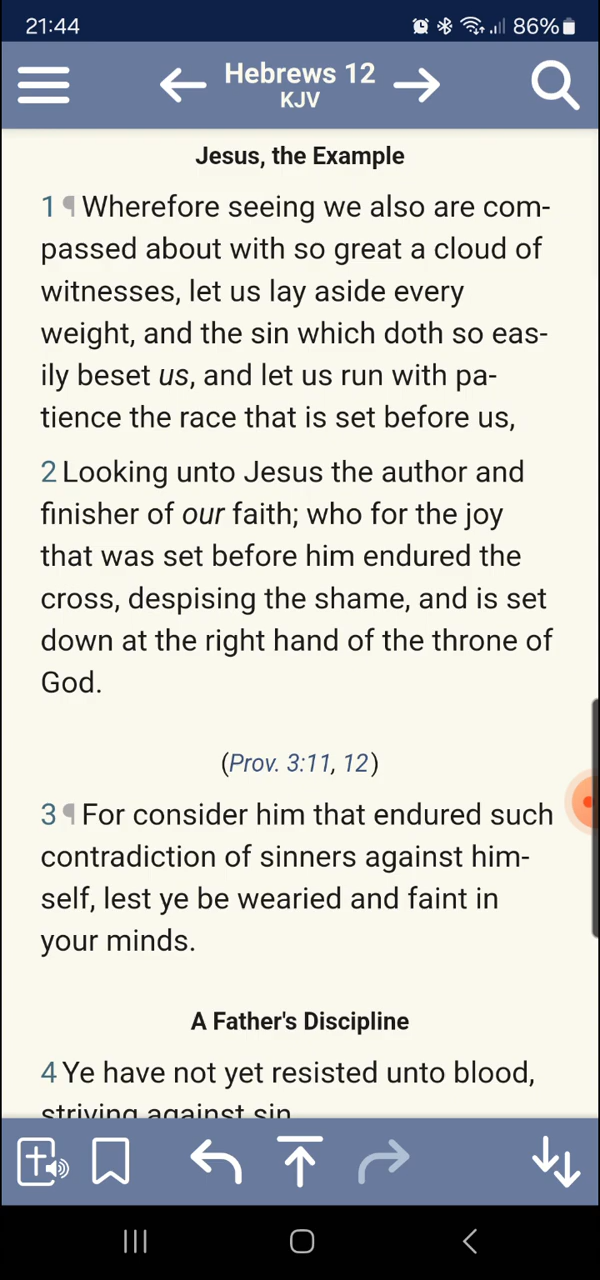 21:44 86%
Hebrews 12
KJV
Jesus, the Example
1 ¶ Wherefore seeing we also are com-
passed about with so great a cloud of
witnesses, let us lay aside every
weight, and the sin which doth so eas-
ily beset us, and let us run with pa-
tience the race that is set before us,
2 Looking unto Jesus the author and
finisher of our faith; who for the joy
that was set before him endured the
cross, despising the shame, and is set
down at the right hand of the throne of
God.
(Prov. 3:11, 12)
3 ¶ For consider him that endured such
contradiction of sinners against him-
self, lest ye be wearied and faint in
your minds.
A Father's Discipline
4 Ye have not yet resisted unto blood,
striving against sin